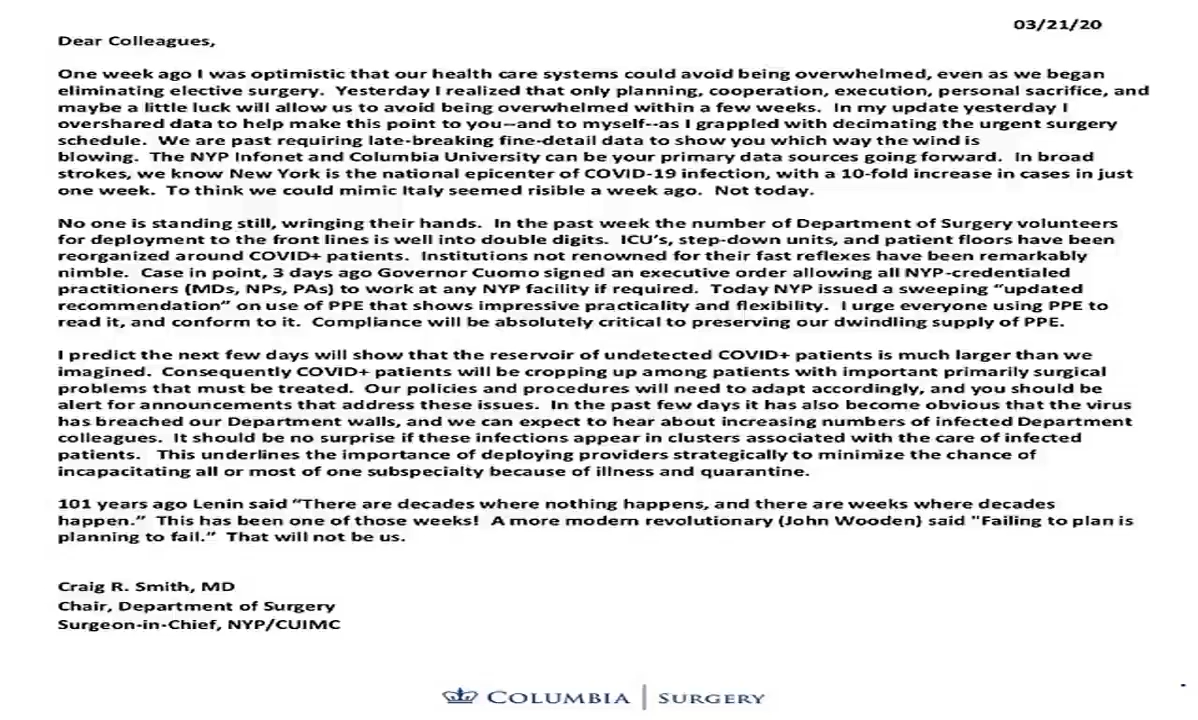 03/21/20
Dear Colleagues,
One week ago I was optimistic that our health care systems could avoid being overwhelmed, even as we began
eliminating elective surgery.  Yesterday I realized that only planning, cooperation, execution, personal sacrifice, and
maybe a little luck will allow us to avoid being overwhelmed within a few weeks.  In my update yesterday I
overshared data to help make this point to you--and to myself--as I grappled with decimating the urgent surgery
schedule.  We are past requiring late-breaking fine-detail data to show you which way the wind is
blowing.  The NYP Infonet and Columbia University can be your primary data sources going forward.  In broad
strokes, we know New York is the national epicenter of COVID-19 infection, with a 10-fold increase in cases in just
one week.  To think we could mimic Italy seemed risible a week ago.  Not today.
No one is standing still, wringing their hands.  In the past week the number of Department of Surgery volunteers
for deployment to the front lines is well into double digits.  ICU's, step-down units, and patient floors have been
reorganized around COVID+ patients.  Institutions not renowned for their fast reflexes have been remarkably
nimble.  Case in point, 3 days ago Governor Cuomo signed an executive order allowing all NYP-credentialed
practitioners (MDs, NPs, PAs) to work at any NYP facility if required.  Today NYP issued a sweeping “updated
recommendation” on use of PPE that shows impressive practicality and flexibility.  I urge everyone using PPE to
read it, and conform to it.  Compliance will be absolutely critical to preserving our dwindling supply of PPE.
I predict the next few days will show that the reservoir of undetected COVID+ patients is much larger than we
imagined.  Consequently COVID+ patients will be cropping up among patients with important primarily surgical
problems that must be treated.  Our policies and procedures will need to adapt accordingly, and you should be
alert for announcements that address these issues.  In the past few days it has also become obvious that the virus
has breached our Department walls, and we can expect to hear about increasing numbers of infected Department
colleagues.  It should be no surprise if these infections appear in clusters associated with the care of infected
patients.  This underlines the importance of deploying providers strategically to minimize the chance of
incapacitating all or most of one subspecialty because of illness and quarantine.
101 years ago Lenin said “There are decades where nothing happens, and there are weeks where decades
happen.”  This has been one of those weeks!  A more modern revolutionary (John Wooden) said "Failing to plan is
planning to fail.”  That will not be us.
Craig R. Smith, MD
Chair, Department of Surgery
Surgeon-in-Chief, NYP/CUIMC
COLUMBIA | SURGERY